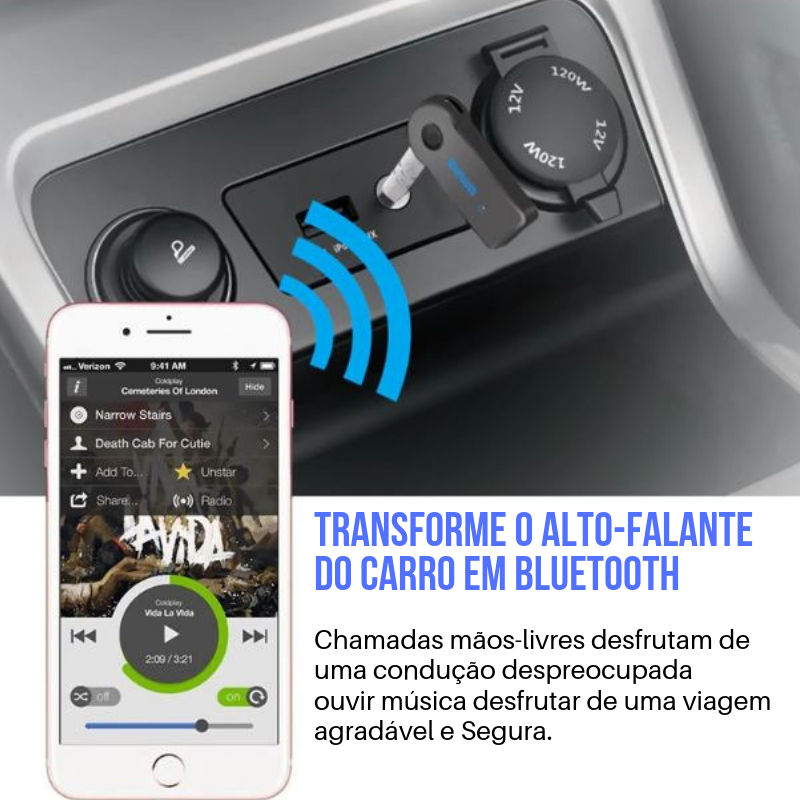 120W
12V
12V
120W
Bluetooth
Verizon 9:41 AM
Coldplay
Cemeteries Of London
i
Hide
Narrow Stairs
Death Cab For Cutie
Add To...
Unstar
Share...
Radio
LA VIDA
Coldplay
Vida La Vida
2:09 / 3:21
off
on
TRANSFORME O ALTO-FALANTE
DO CARRO EM BLUETOOTH
Chamadas mãos-livres desfrutam de
uma condução despreocupada
ouvir música desfrutar de uma viagem
agradável e Segura.